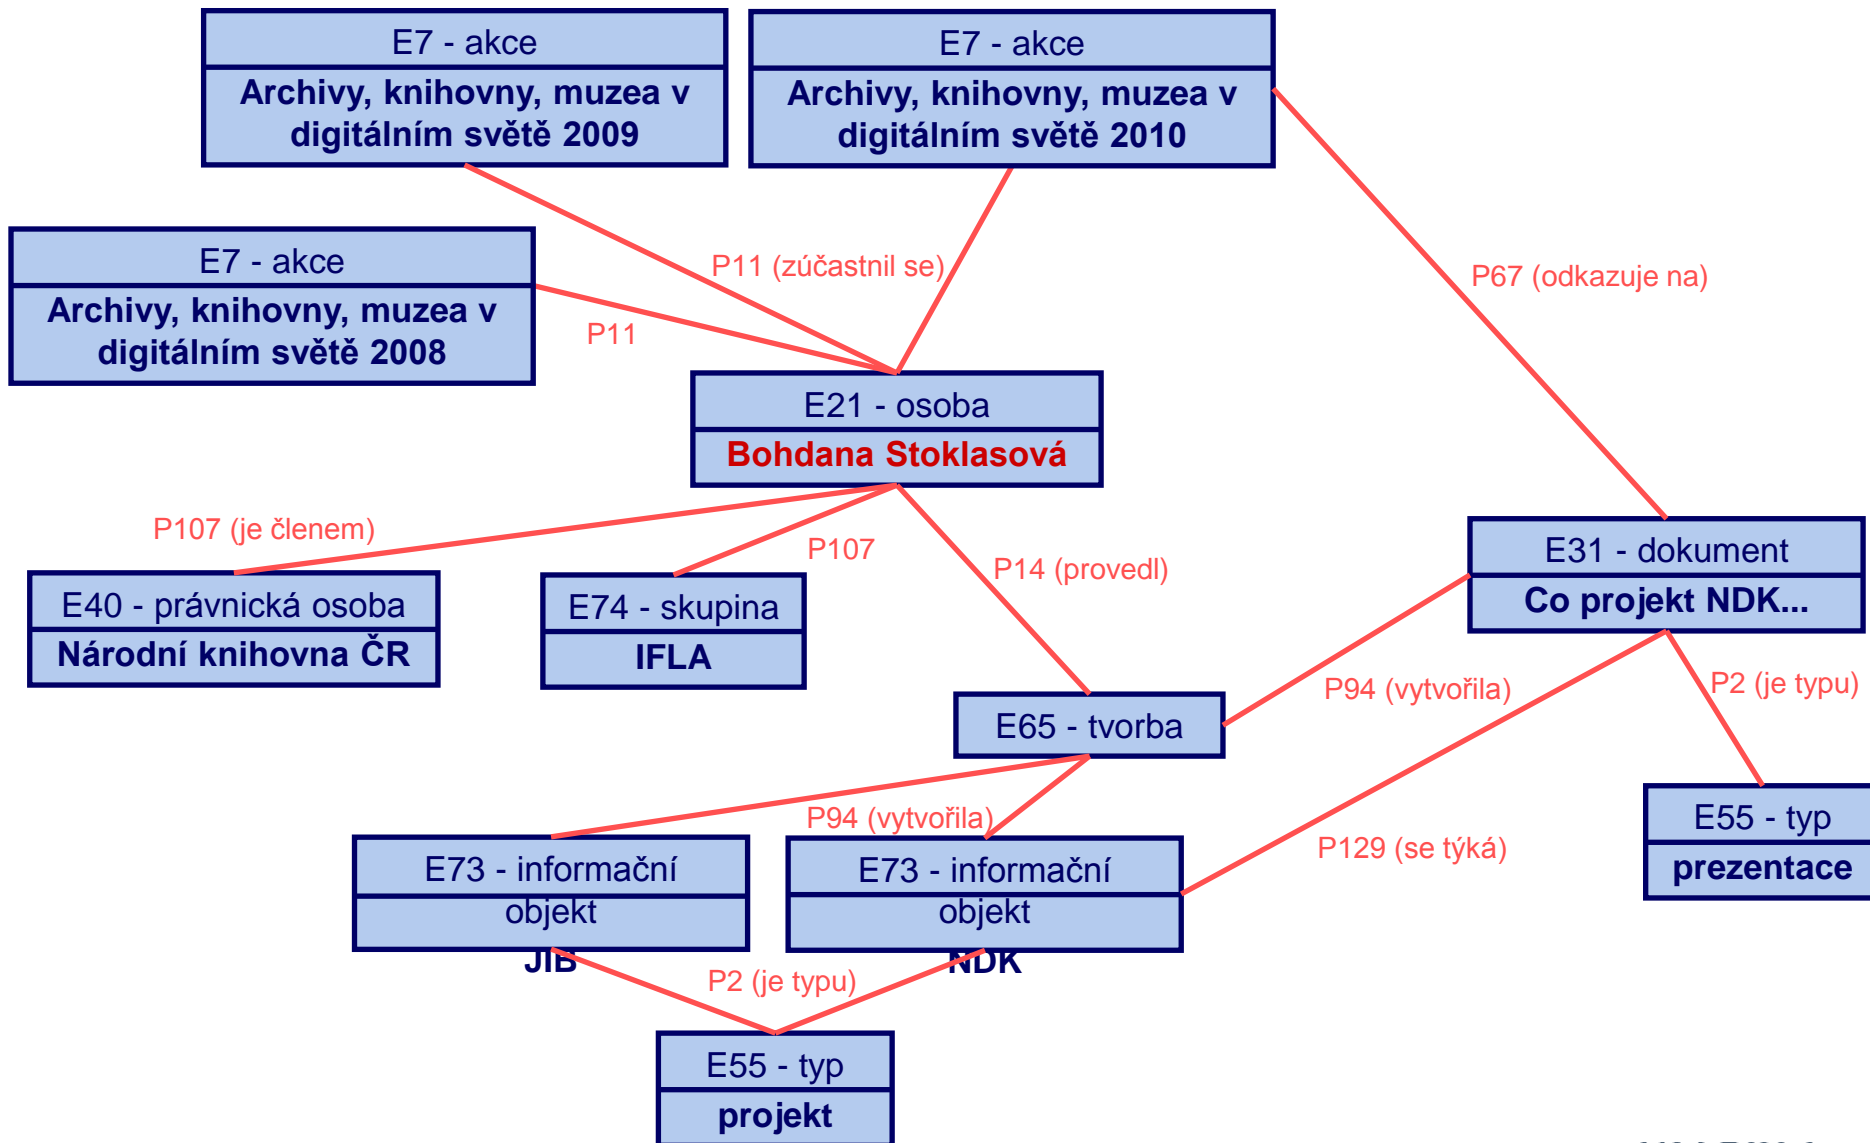 E7 - akce
Archivy, knihovny, muzea v
digitálním světě 2009
E7 - akce
Archivy, knihovny, muzea v
digitálním světě 2010
E7 - akce
Archivy, knihovny, muzea v
digitálním světě 2008
P11 (zúčastnil se)
P67 (odkazuje na)
P11
E21 - osoba
Bohdana Stoklasová
P107 (je členem)
P107
P14 (provedl)
E40 - právnická osoba
Národní knihovna ČR
E74 - skupina
IFLA
E31 - dokument
Co projekt NDK...
E65 - tvorba
P94 (vytvořila)
P2 (je typu)
P94 (vytvořila)
P129 (se týká)
E55 - typ
prezentace
E73 - informační
objekt
JIB
E73 - informační
objekt
NDK
P2 (je typu)
E55 - typ
projekt